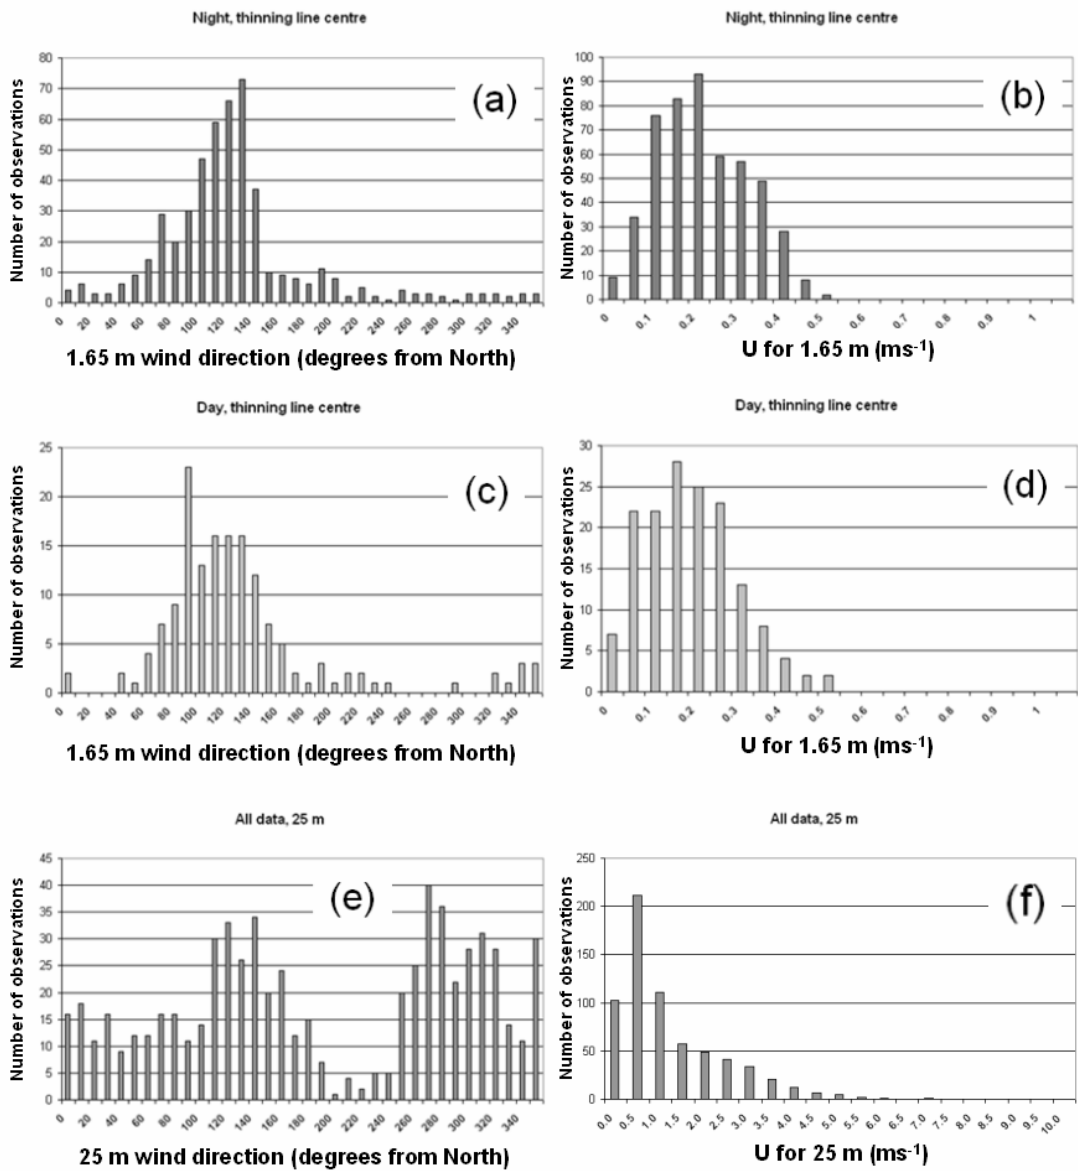 Night, thinning line centre
80
70
60
50
40
30
20
10
0
Number of observations
(a)
0 20 40 60 80 100 120 140 160 180 200 220 240 260 280 300 320 340
1.65 m wind direction (degrees from North)
Night, thinning line centre
100
90
80
70
60
50
40
30
20
10
0
Number of observations
(b)
0 0.1 0.2 0.3 0.4 0.5 0.6 0.7 0.8 0.9 1
U for 1.65 m (ms-1)
Day, thinning line centre
25
20
15
10
5
0
Number of observations
(c)
0 20 40 60 80 100 120 140 160 180 200 220 240 260 280 300 320 340
1.65 m wind direction (degrees from North)
Day, thinning line centre
30
25
20
15
10
5
0
Number of observations
(d)
0 0.1 0.2 0.3 0.4 0.5 0.6 0.7 0.8 0.9 1
U for 1.65 m (ms-1)
All data, 25 m
45
40
35
30
25
20
15
10
5
0
Number of observations
(e)
0 20 40 60 80 100 120 140 160 180 200 220 240 260 280 300 320 340
25 m wind direction (degrees from North)
All data, 25 m
250
200
150
100
50
0
Number of observations
(f)
0.0 0.5 1.0 1.5 2.0 2.5 3.0 3.5 4.0 4.5 5.0 5.5 6.0 6.5 7.0 7.5 8.0 8.5 9.0 9.5 10.0
U for 25 m (ms-1)